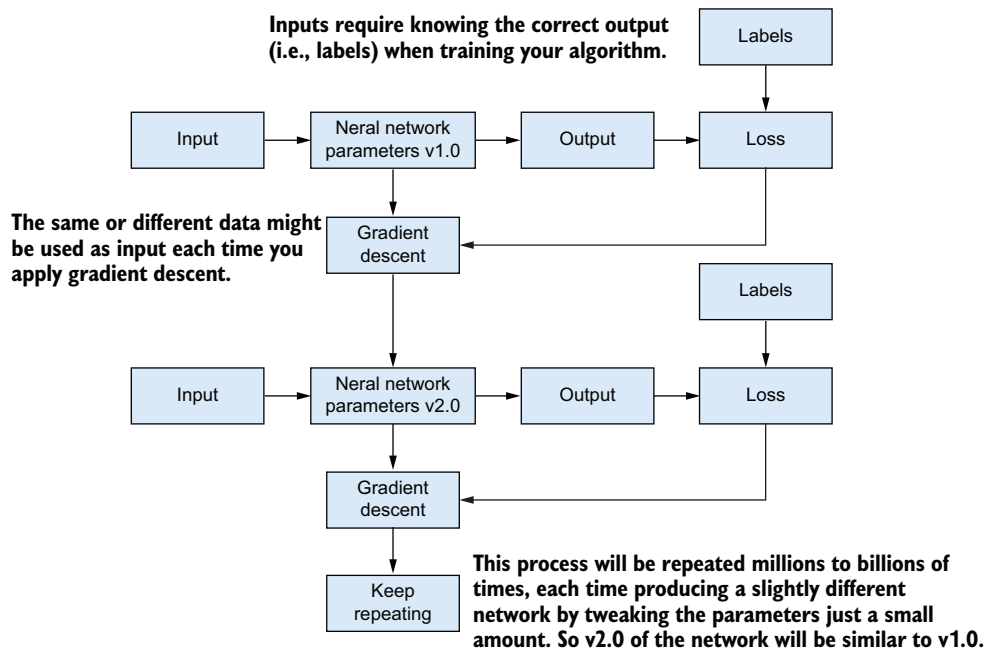 Inputs require knowing the correct output
(i.e., labels) when training your algorithm.
Labels
Input
Neral network
parameters v1.0
Output
Loss
The same or different data might
be used as input each time you
apply gradient descent.
Gradient
descent
Labels
Input
Neral network
parameters v2.0
Output
Loss
Gradient
descent
Keep
repeating
This process will be repeated millions to billions of
times, each time producing a slightly different
network by tweaking the parameters just a small
amount. So v2.0 of the network will be similar to v1.0.